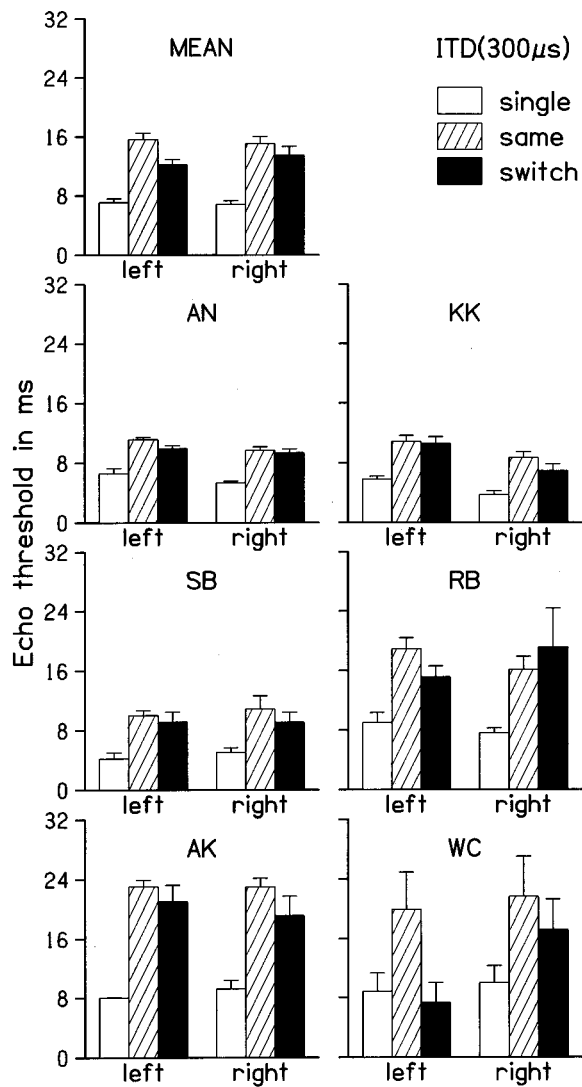 MEAN
ITD(300μs)
single
same
switch
32
24
16
8
0
left right
AN
KK
32
24
16
8
0
left right
left right
SB
RB
32
24
16
8
0
left right
left right
AK
WC
32
24
16
8
0
left right
left right
Echo threshold in ms